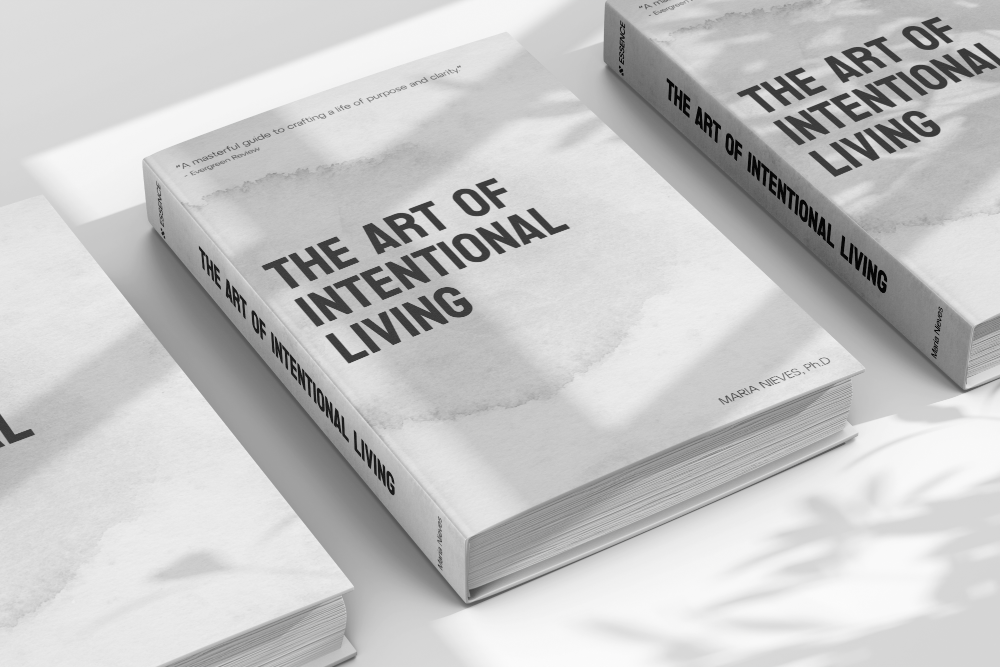 "A masterful guide to crafting a life of purpose and clarity"
- Evergreen Review
THE ART OF
INTENTIONAL
LIVING
MARIA NIEVES, Ph.D
ESSENCE
THE ART OF INTENTIONAL LIVING
Maria Nieves
"A
- Evergreen
THE ART OF
INTENTIONAL
LIVING
ESSENCE
THE ART OF INTENTIONAL LIVING
Maria Nieves
AL